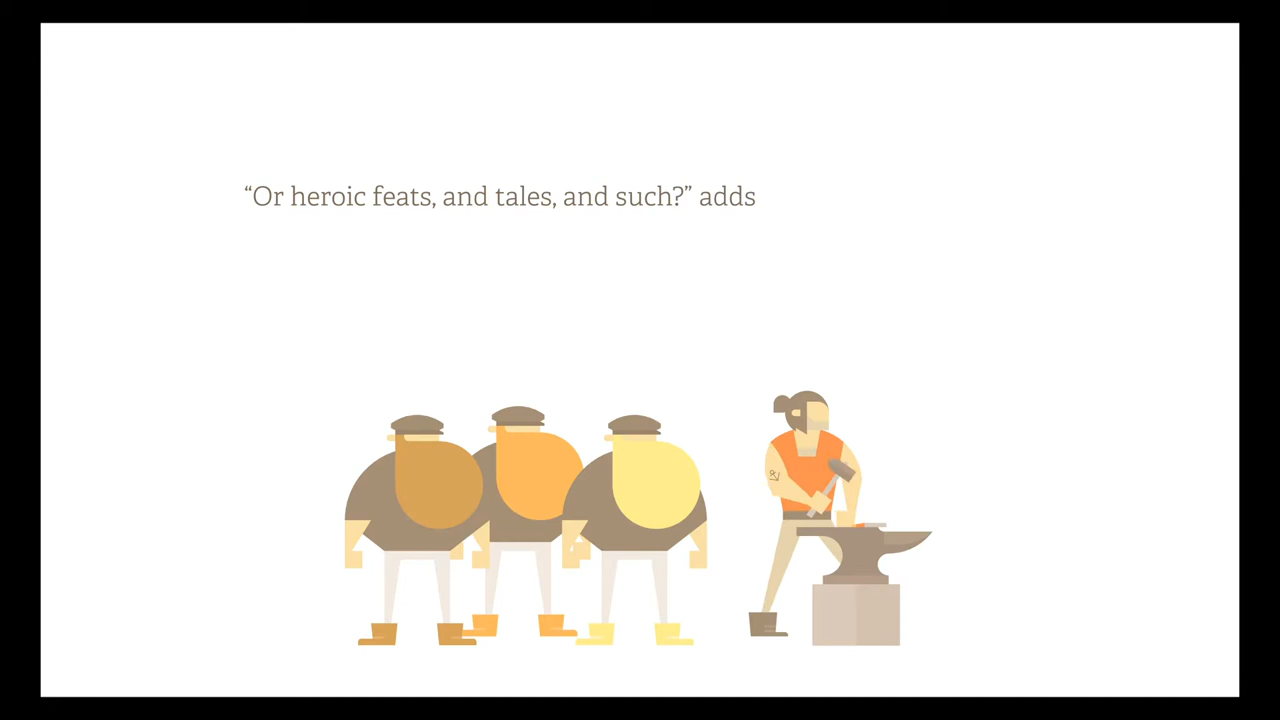 “Or heroic feats, and tales, and such?” adds